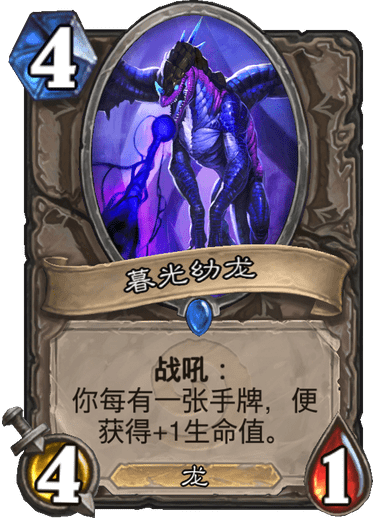 4
暮光幼龙
战吼：
你每有一张手牌，便
获得+1生命值。
4
龙
1